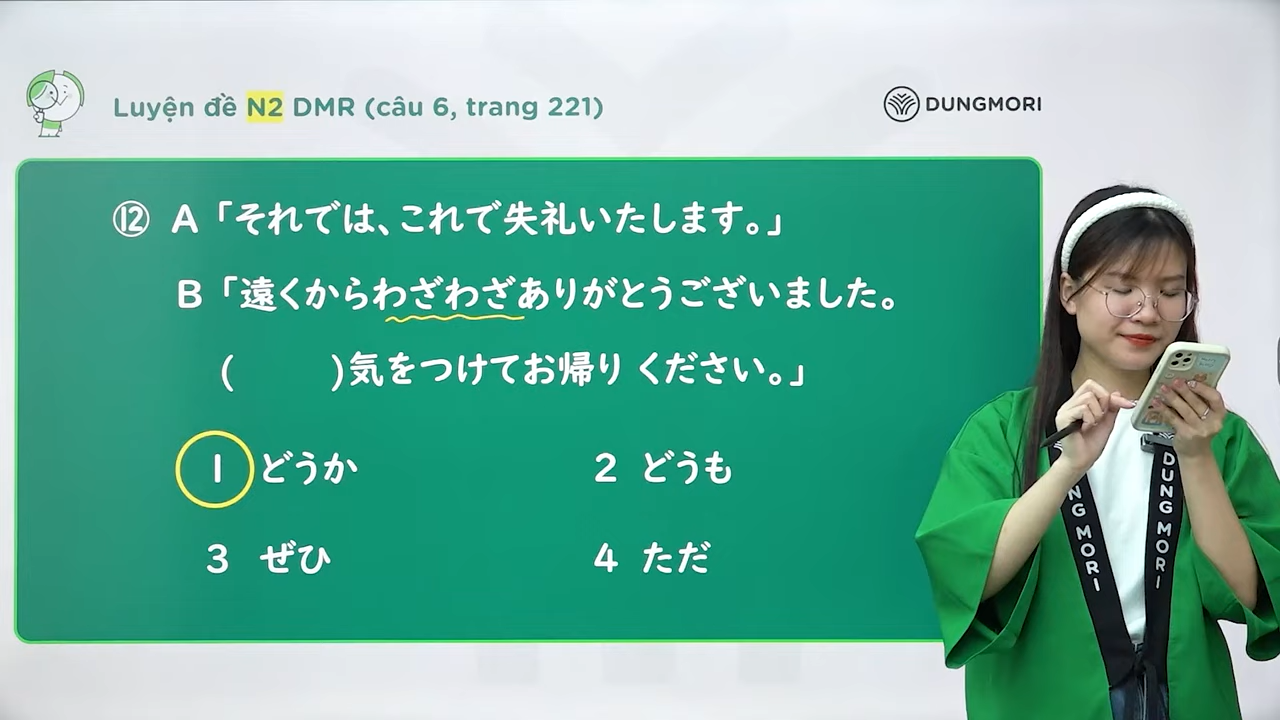 Luyện đề N2 DMR (câu 6, trang 221)
DUNGMORI
⑫ A「それでは、これで失礼いたします。」
B「遠くからわざわざありがとうございました。
(　　　)気をつけてお帰りください。」
1 どうか
2 どうも
3 ぜひ
4 ただ
NG MORI
DUNG MORI